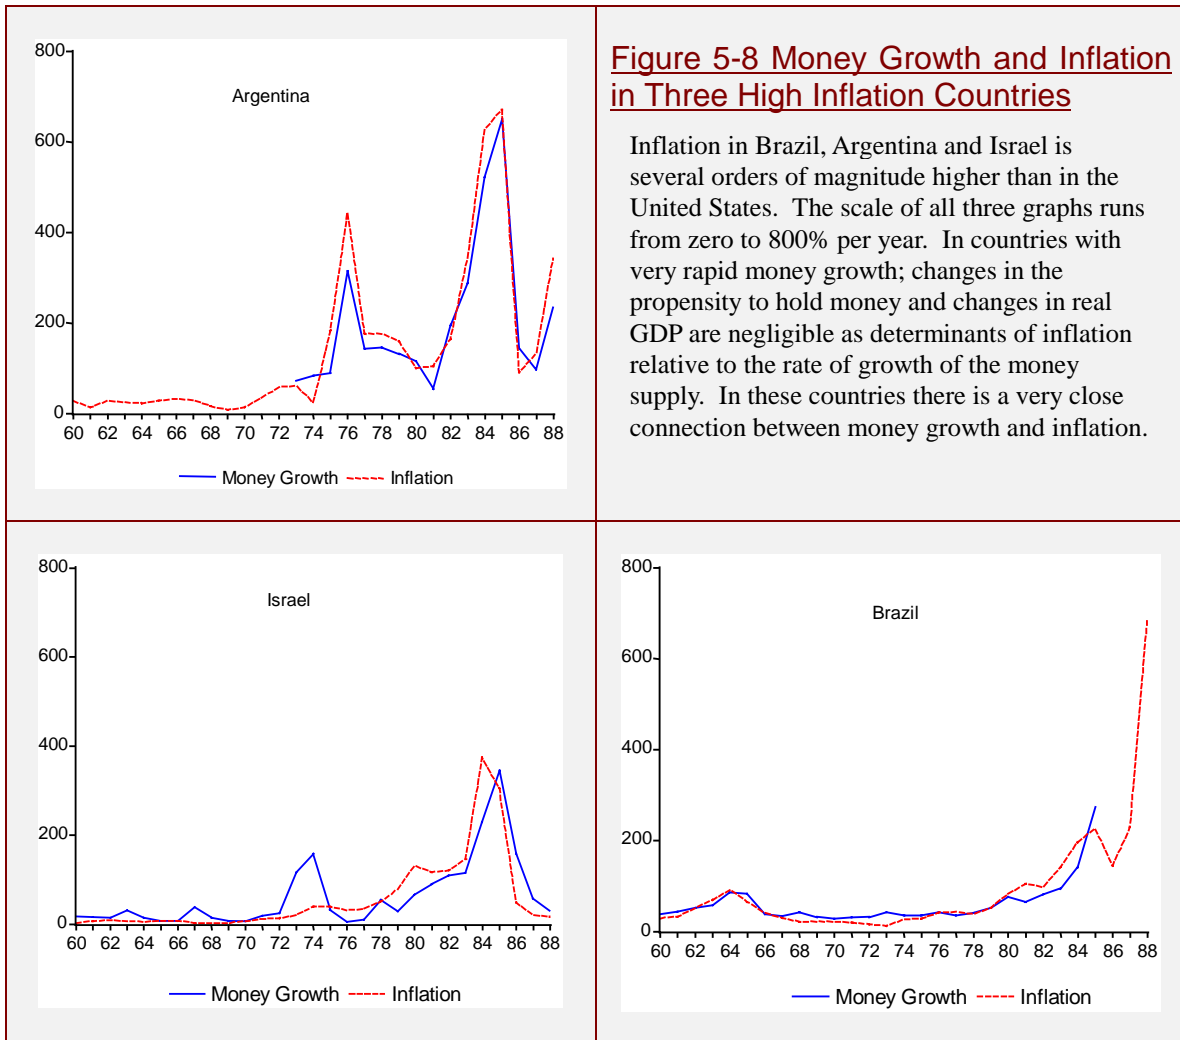 800
Argentina
600
400
200
0
60 62 64 66 68 70 72 74 76 78 80 82 84 86 88
Money Growth Inflation
Figure 5-8 Money Growth and Inflation
in Three High Inflation Countries
Inflation in Brazil, Argentina and Israel is
several orders of magnitude higher than in the
United States. The scale of all three graphs runs
from zero to 800% per year. In countries with
very rapid money growth; changes in the
propensity to hold money and changes in real
GDP are negligible as determinants of inflation
relative to the rate of growth of the money
supply. In these countries there is a very close
connection between money growth and inflation.
800
Israel
600
400
200
0
60 62 64 66 68 70 72 74 76 78 80 82 84 86 88
Money Growth Inflation
800
Brazil
600
400
200
0
60 62 64 66 68 70 72 74 76 78 80 82 84 86 88
Money Growth Inflation